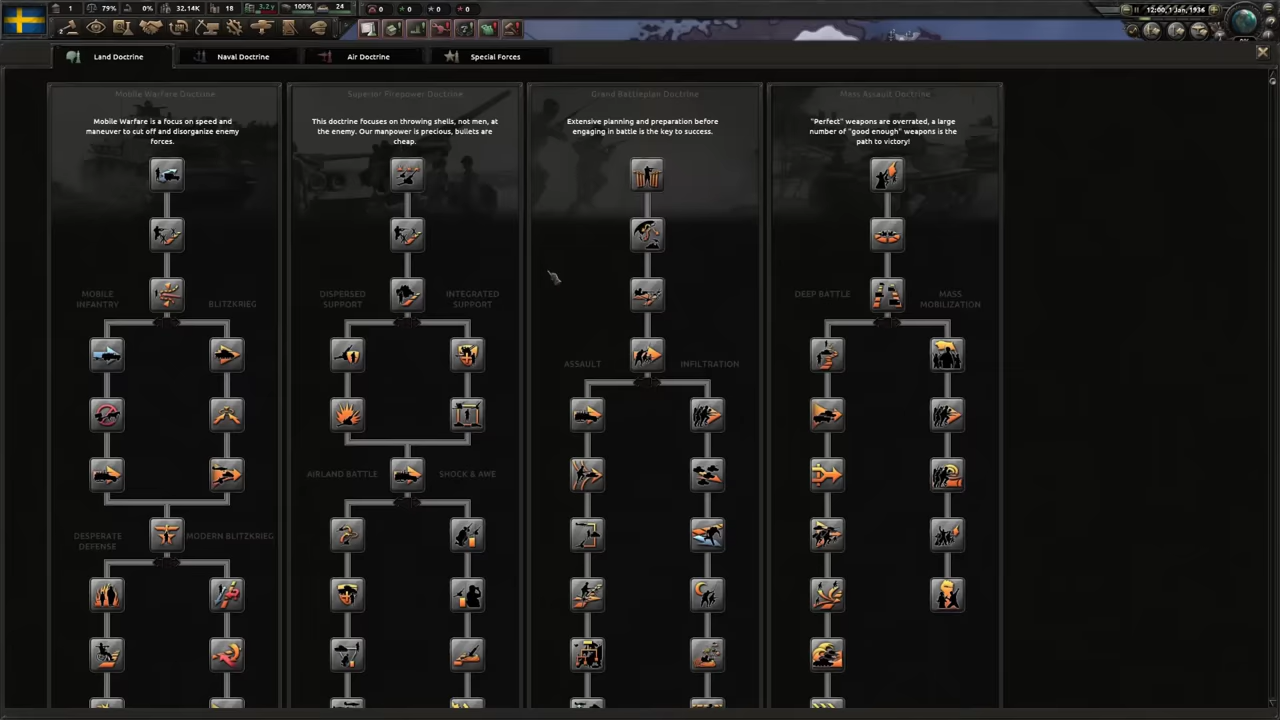 1 79% 0% 32.14K 18 3.2 y 100% 24 0 0 0 0
12:00, 1 Jan, 1936
Land Doctrine
Naval Doctrine
Air Doctrine
Special Forces
Mobile Warfare Doctrine
Mobile Warfare is a focus on speed and
maneuver to cut off and disorganize enemy
forces.
MOBILE
INFANTRY
BLITZKRIEG
DESPERATE
DEFENSE
MODERN BLITZKRIEG
Superior Firepower Doctrine
This doctrine focuses on throwing shells, not men, at
the enemy. Our manpower is precious, bullets are
cheap.
DISPERSED
SUPPORT
INTEGRATED
SUPPORT
AIRLAND BATTLE
SHOCK & AWE
Grand Battleplan Doctrine
Extensive planning and preparation before
engaging in battle is the key to success.
ASSAULT
INFILTRATION
Mass Assault Doctrine
"Perfect" weapons are overrated, a large
number of "good enough" weapons is the
path to victory!
DEEP BATTLE
MASS
MOBILIZATION